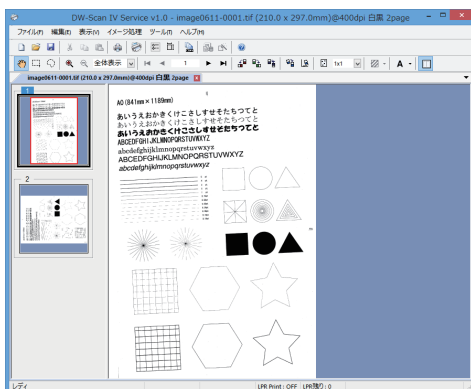 DW-Scan IV Service v1.0 - image0611-0001.tif (210.0 x 297.0mm)@400dpi 白黒 2page
ファイル(F) 編集(E) 表示(V) イメージ処理 ツール(T) ヘルプ(H)
全体表示 1 1x1 A
image0611-0001.tif (210.0 x 297.0mm)@400dpi 白黒 2page
1
2
A0(841mm×1189mm)
あいうえおかきくけこさしすせそたちつてと
あいうえおかきくけこさしすせそたちつてと
あいうえおかきくけこさしすせそたちつてと
ABCEDFGHIJKLMNOPQRSTUVWXYZ
abcdefghijklmnopqrstuvwxyz
ABCEDFGHIJKLMNOPQRSTUVWXYZ
abcdefghijklmnopqrstuvwxyz
レディ LPR Print : OFF LPR残り: 0